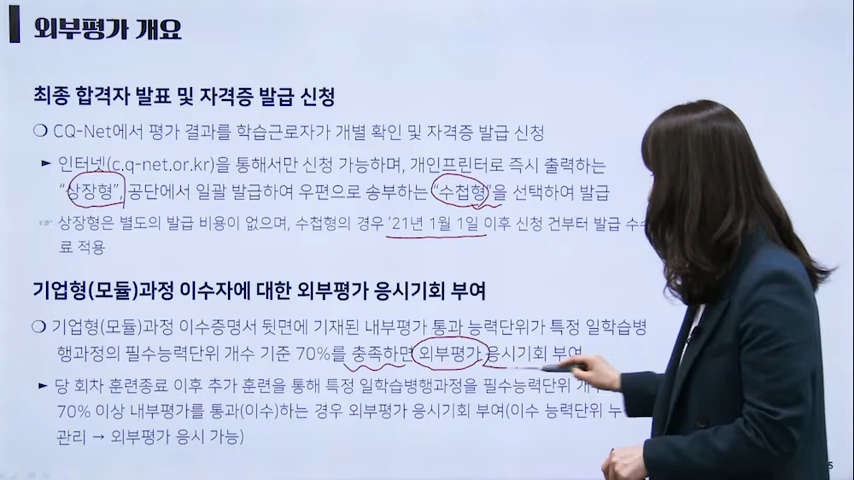 외부평가 개요
최종 합격자 발표 및 자격증 발급 신청
❍ CQ-Net에서 평가 결과를 학습근로자가 개별 확인 및 자격증 발급 신청
► 인터넷(c.q-net.or.kr)을 통해서만 신청 가능하며, 개인프린터로 즉시 출력하는
“상장형”, 공단에서 일괄 발급하여 우편으로 송부하는 “수첩형”을 선택하여 발급
☞ 상장형은 별도의 발급 비용이 없으며, 수첩형의 경우 ’21년 1월 1일 이후 신청 건부터 발급 수수
료 적용
기업형(모듈)과정 이수자에 대한 외부평가 응시기회 부여
❍ 기업형(모듈)과정 이수증명서 뒷면에 기재된 내부평가 통과 능력단위가 특정 일학습병
행과정의 필수능력단위 개수 기준 70%를 충족하면 외부평가 응시기회 부여
► 당 회차 훈련종료 이후 추가 훈련을 통해 특정 일학습병행과정을 필수능력단위
70% 이상 내부평가를 통과(이수)하는 경우 외부평가 응시기회 부여(이수 능력단위
관리 → 외부평가 응시 가능)
5